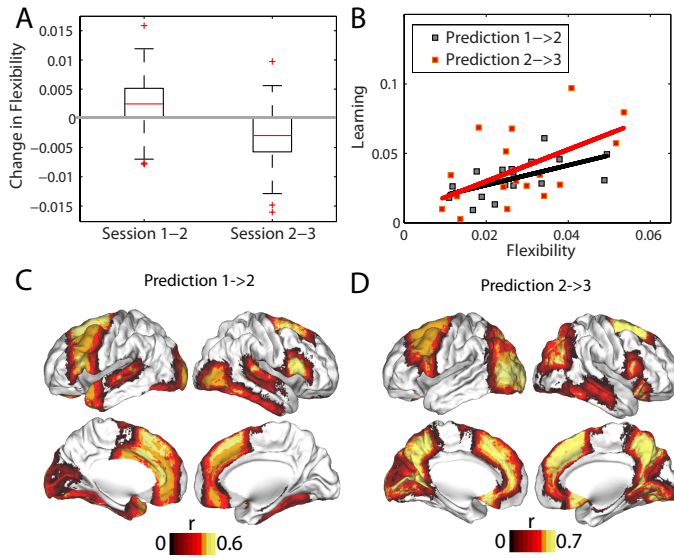 A
0.015
0.01
0.005
0
−0.005
−0.01
−0.015
Change in Flexibility
Session 1−2
Session 2−3
B
Prediction 1−>2
Prediction 2−>3
0.1
0.05
0
Learning
0
0.02
0.04
0.06
Flexibility
C
Prediction 1->2
r
0
0.6
D
Prediction 2->3
r
0
0.7